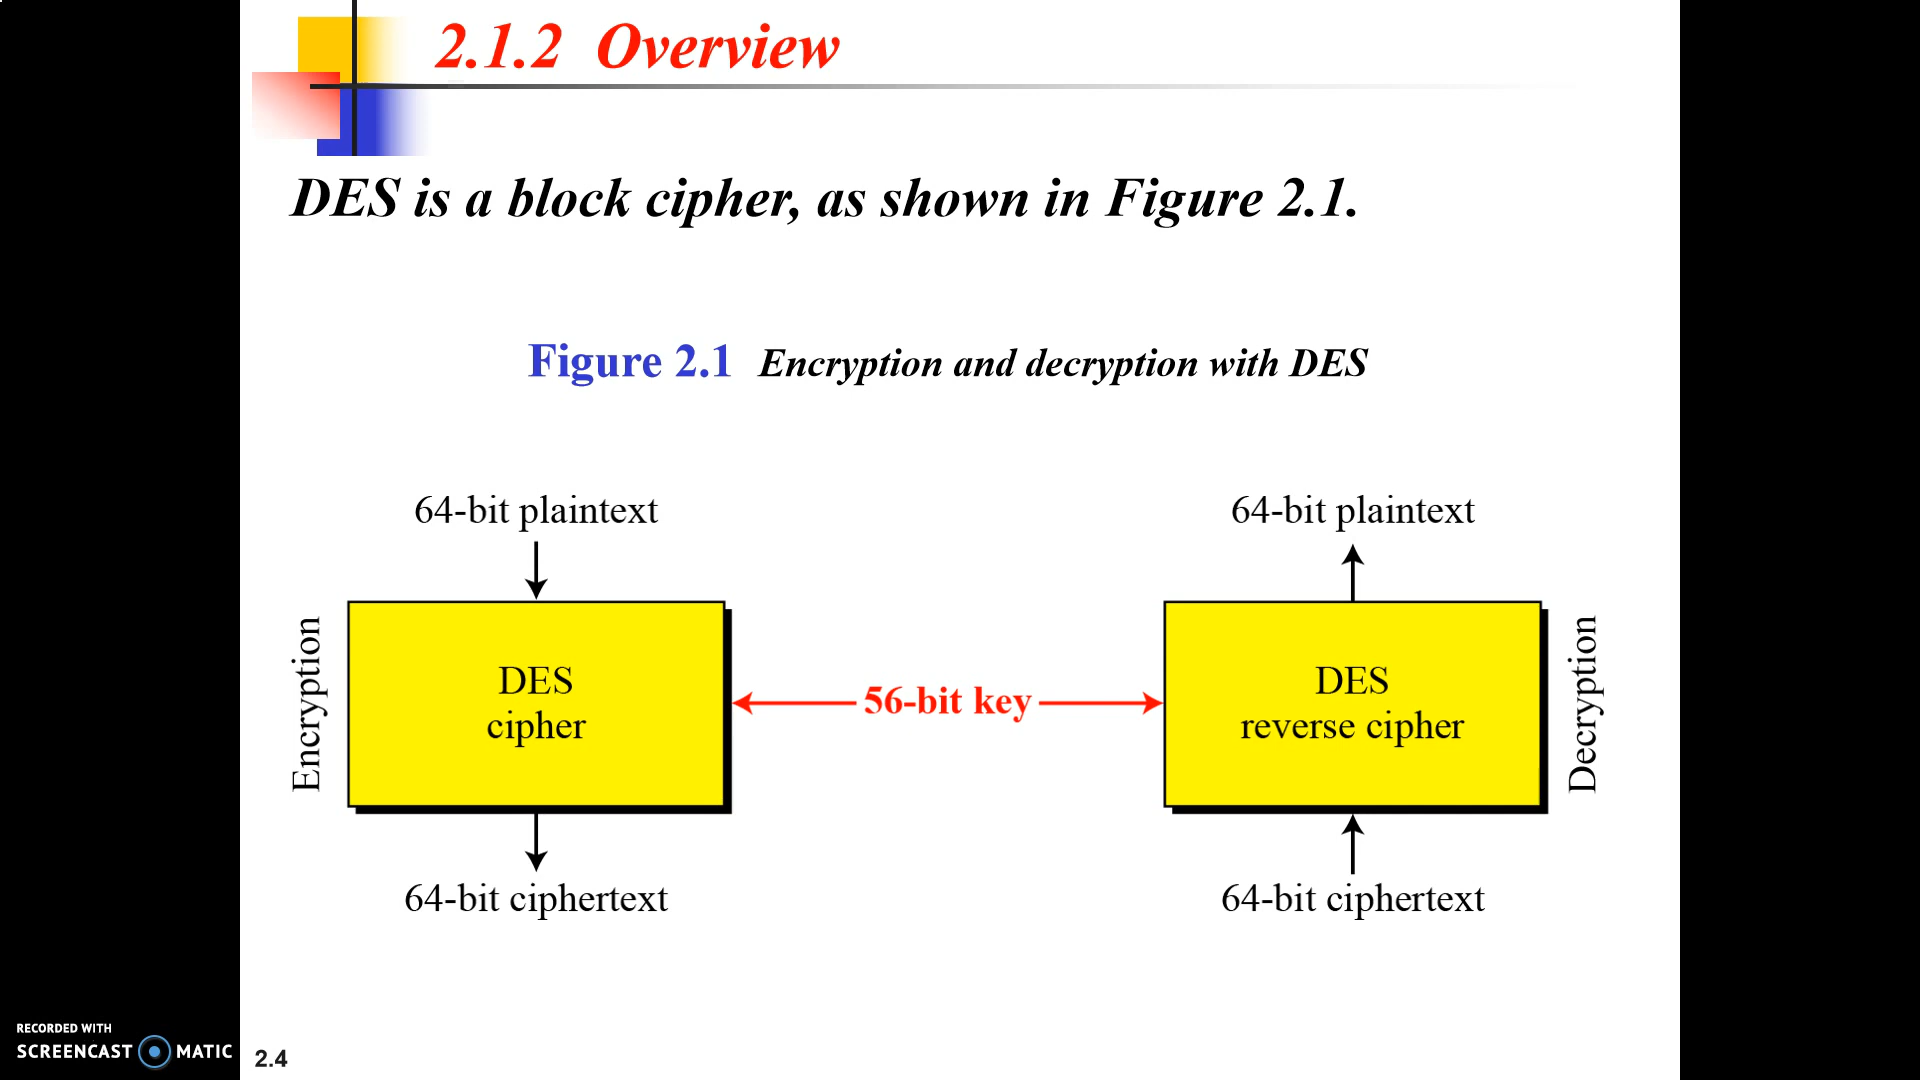 2.1.2 Overview
DES is a block cipher, as shown in Figure 2.1.
Figure 2.1 Encryption and decryption with DES
64-bit plaintext
64-bit plaintext
Encryption
DES
cipher
56-bit key
DES
reverse cipher
Decryption
64-bit ciphertext
64-bit ciphertext
RECORDED WITH
SCREENCAST MATIC
2.4